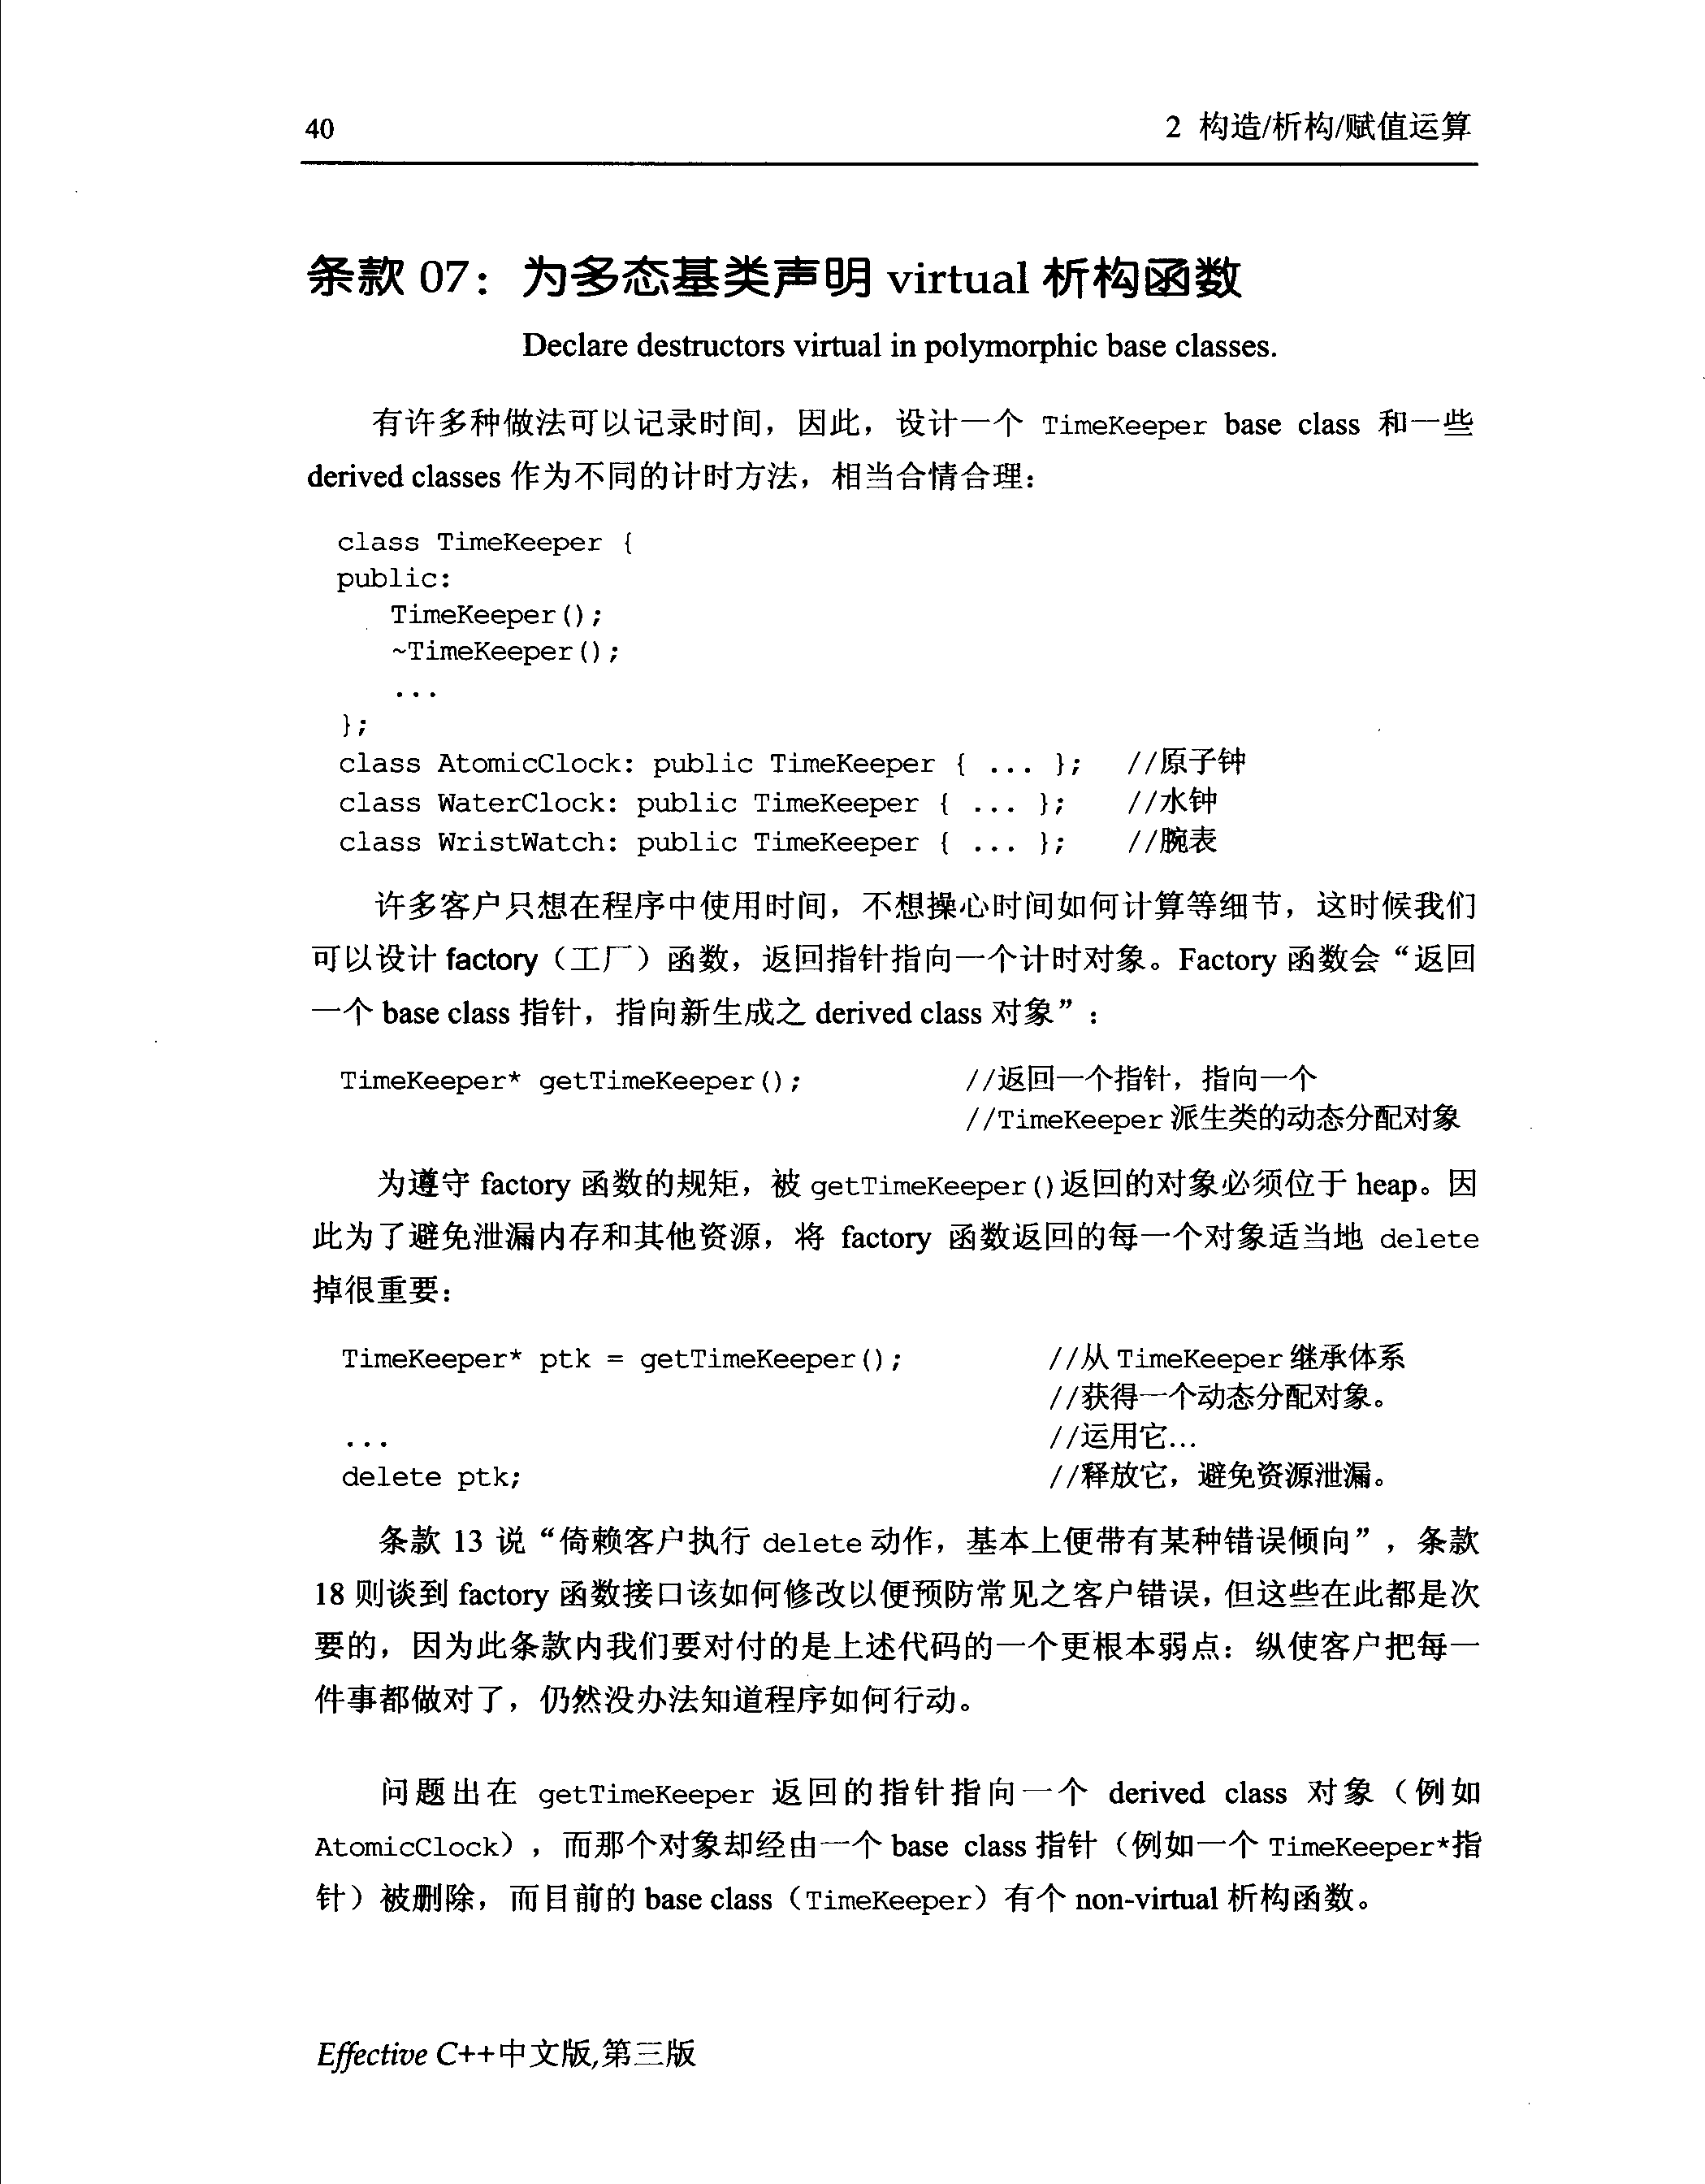 40
2 构造/析构/赋值运算
条款 07：为多态基类声明 virtual 析构函数
Declare destructors virtual in polymorphic base classes.
有许多种做法可以记录时间，因此，设计一个 TimeKeeper base class 和一些
derived classes 作为不同的计时方法，相当合情合理：
class TimeKeeper {
public:
TimeKeeper();
~TimeKeeper();
...
};
class AtomicClock: public TimeKeeper { ... }; //原子钟
class WaterClock: public TimeKeeper { ... }; //水钟
class WristWatch: public TimeKeeper { ... }; //腕表
许多客户只想在程序中使用时间，不想操心时间如何计算等细节，这时候我们
可以设计 factory（工厂）函数，返回指针指向一个计时对象。Factory 函数会“返回
一个 base class 指针，指向新生成之 derived class 对象”：
TimeKeeper* getTimeKeeper(); //返回一个指针，指向一个
//TimeKeeper 派生类的动态分配对象
为遵守 factory 函数的规矩，被 getTimeKeeper()返回的对象必须位于 heap。因
此为了避免泄漏内存和其他资源，将 factory 函数返回的每一个对象适当地 delete
掉很重要：
TimeKeeper* ptk = getTimeKeeper(); //从 TimeKeeper 继承体系
//获得一个动态分配对象。
... //运用它...
delete ptk; //释放它，避免资源泄漏。
条款 13 说“倚赖客户执行 delete 动作，基本上便带有某种错误倾向”，条款
18 则谈到 factory 函数接口该如何修改以便预防常见之客户错误，但这些在此都是次
要的，因为此条款内我们要对付的是上述代码的一个更根本弱点：纵使客户把每一
件事都做对了，仍然没办法知道程序如何行动。
问题出在 getTimeKeeper 返回的指针指向一个 derived class 对象（例如
AtomicClock），而那个对象却经由一个 base class 指针（例如一个 TimeKeeper*指
针）被删除，而目前的 base class（TimeKeeper）有个 non-virtual 析构函数。
Effective C++中文版,第三版